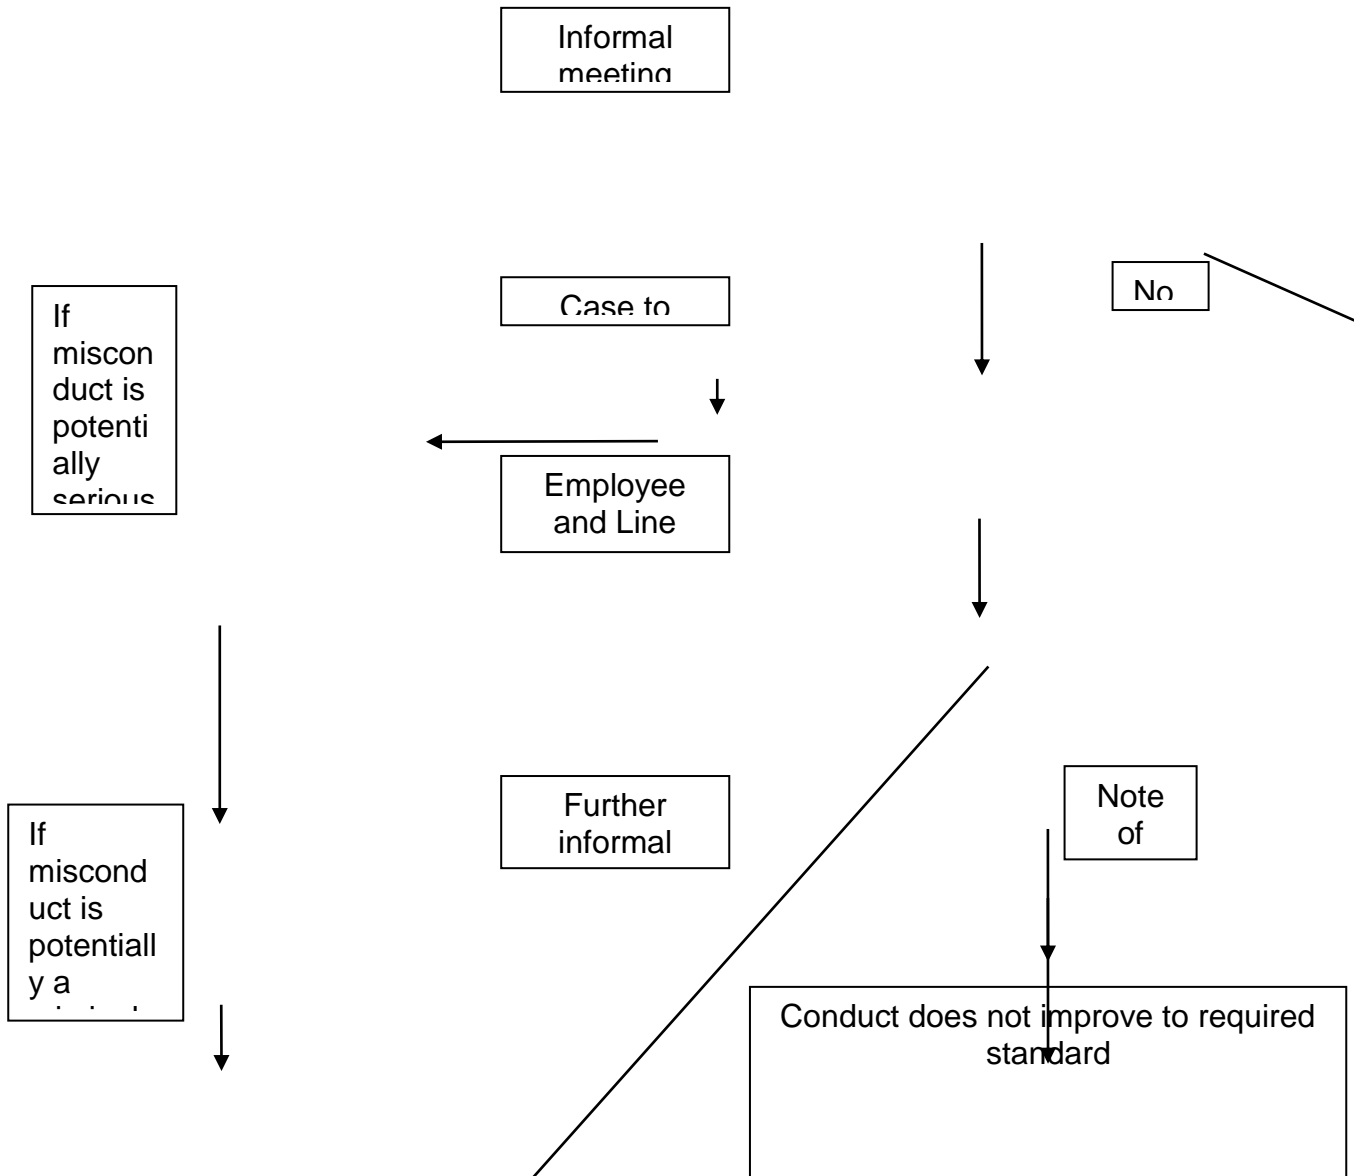 Informal
meeting
No
Case to
If
miscon
duct is
potenti
ally
serious
Employee
and Line
Note
of
Further
informal
If
miscond
uct is
potentiall
y a
Conduct does not improve to required
standard